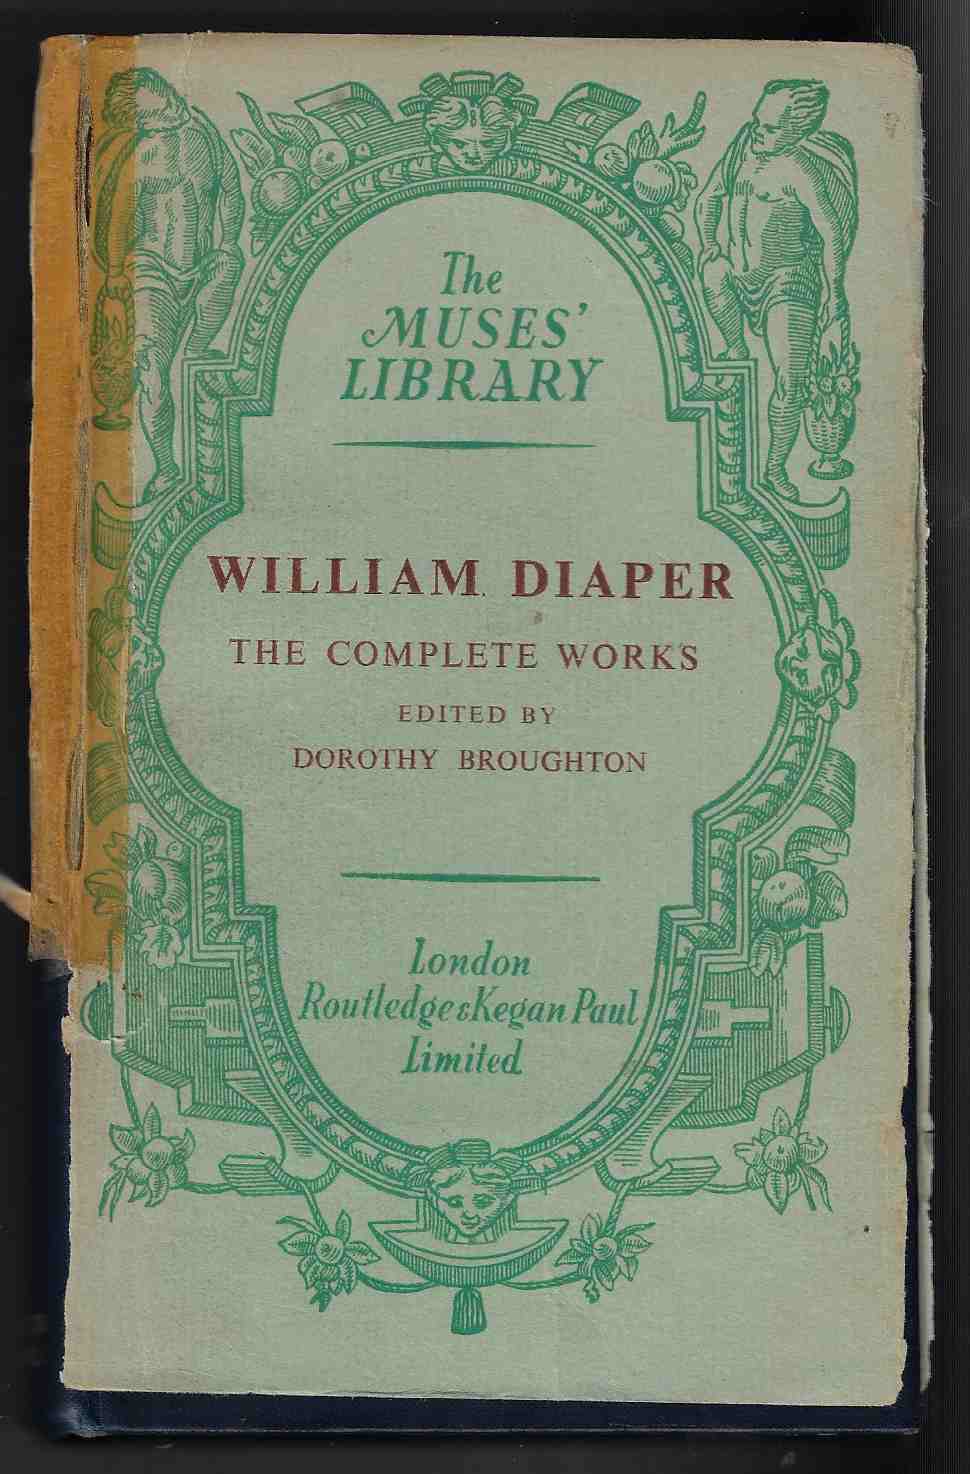 The
MUSES'
LIBRARY
WILLIAM DIAPER
THE COMPLETE WORKS
EDITED BY
DOROTHY BROUGHTON
London
Routledge & Kegan Paul
Limited